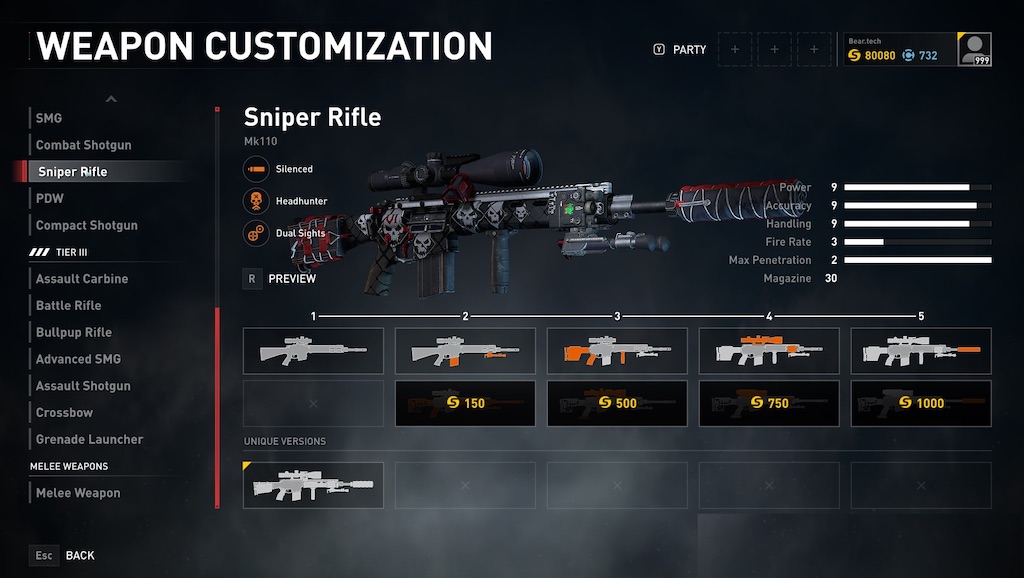 WEAPON CUSTOMIZATION
Y PARTY
Bear.tech
80080 732
999
SMG
Combat Shotgun
Sniper Rifle
PDW
Compact Shotgun
TIER III
Assault Carbine
Battle Rifle
Bullpup Rifle
Advanced SMG
Assault Shotgun
Crossbow
Grenade Launcher
MELEE WEAPONS
Melee Weapon
Sniper Rifle
Mk110
Silenced
Headhunter
Dual Sights
R PREVIEW
Power 9
Accuracy 9
Handling 9
Fire Rate 3
Max Penetration 2
Magazine 30
1 2 3 4 5
150 500 750 1000
UNIQUE VERSIONS
Esc BACK